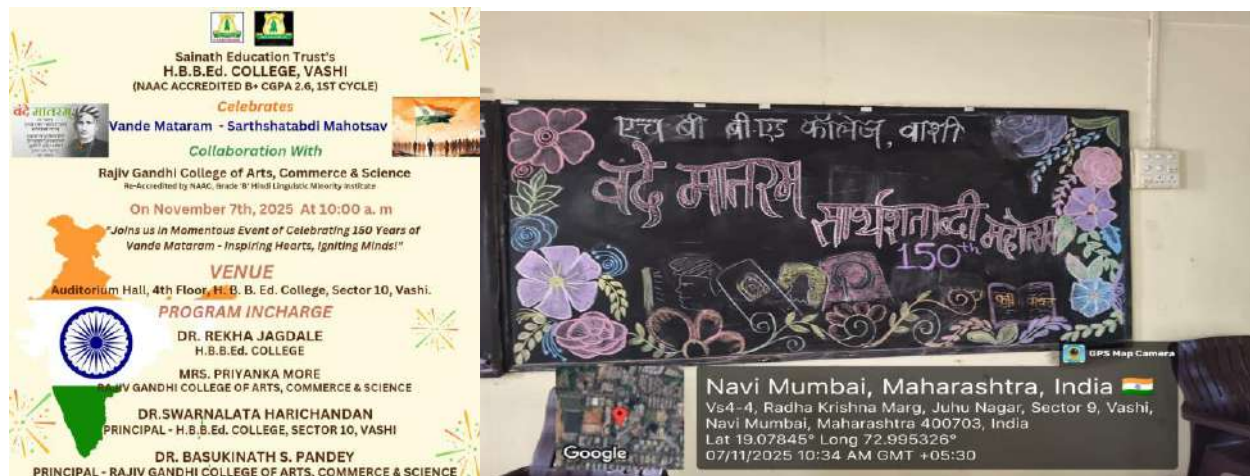 Sainath Education Trust's
H.B.B.Ed. COLLEGE, VASHI
(NAAC ACCREDITED B+ CGPA 2.6, 1ST CYCLE)
Celebrates
वंदे मातरम्
Vande Mataram - Sarthshatabdi Mahotsav
Collaboration With
Rajiv Gandhi College of Arts, Commerce & Science
Re-Accredited by NAAC, Grade 'B' Hindi Linguistic Minority Institute
On November 7th, 2025 At 10:00 a. m
"Joins us in Momentous Event of Celebrating 150 Years of
Vande Mataram - Inspiring Hearts, Igniting Minds!"
VENUE
Auditorium Hall, 4th Floor, H. B. B. Ed. College, Sector 10, Vashi.
PROGRAM INCHARGE
DR. REKHA JAGDALE
H.B.B.Ed. COLLEGE
MRS. PRIYANKA MORE
RAJIV GANDHI COLLEGE OF ARTS, COMMERCE & SCIENCE
DR.SWARNALATA HARICHANDAN
PRINCIPAL - H.B.B.Ed. COLLEGE, SECTOR 10, VASHI
DR. BASUKINATH S. PANDEY
PRINCIPAL - RAJIV GANDHI COLLEGE OF ARTS, COMMERCE & SCIENCE
एच बी बी.एड कॉलेज, वाशी
वंदे मातरम
सार्थशताब्दी महोत्सव
150th
GPS Map Camera
Navi Mumbai, Maharashtra, India
Vs4-4, Radha Krishna Marg, Juhu Nagar, Sector 9, Vashi,
Navi Mumbai, Maharashtra 400703, India
Lat 19.07845° Long 72.995326°
07/11/2025 10:34 AM GMT +05:30
Google